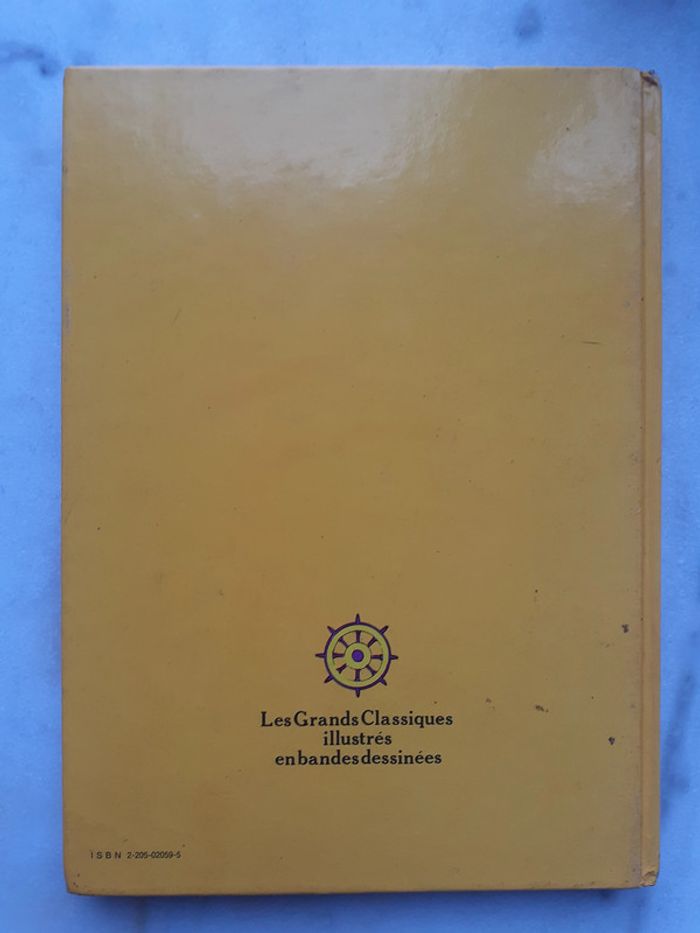 Les Grands Classiques
illustrés
en bandes dessinées
ISBN 2-205-02059-5